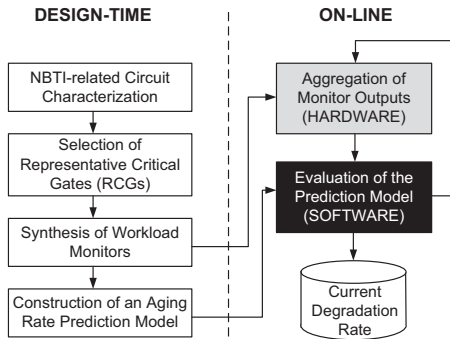 DESIGN-TIME
NBTI-related Circuit
Characterization
Selection of
Representative Critical
Gates (RCGs)
Synthesis of Workload
Monitors
Construction of an Aging
Rate Prediction Model
ON-LINE
Aggregation of
Monitor Outputs
(HARDWARE)
Evaluation of the
Prediction Model
(SOFTWARE)
Current
Degradation
Rate